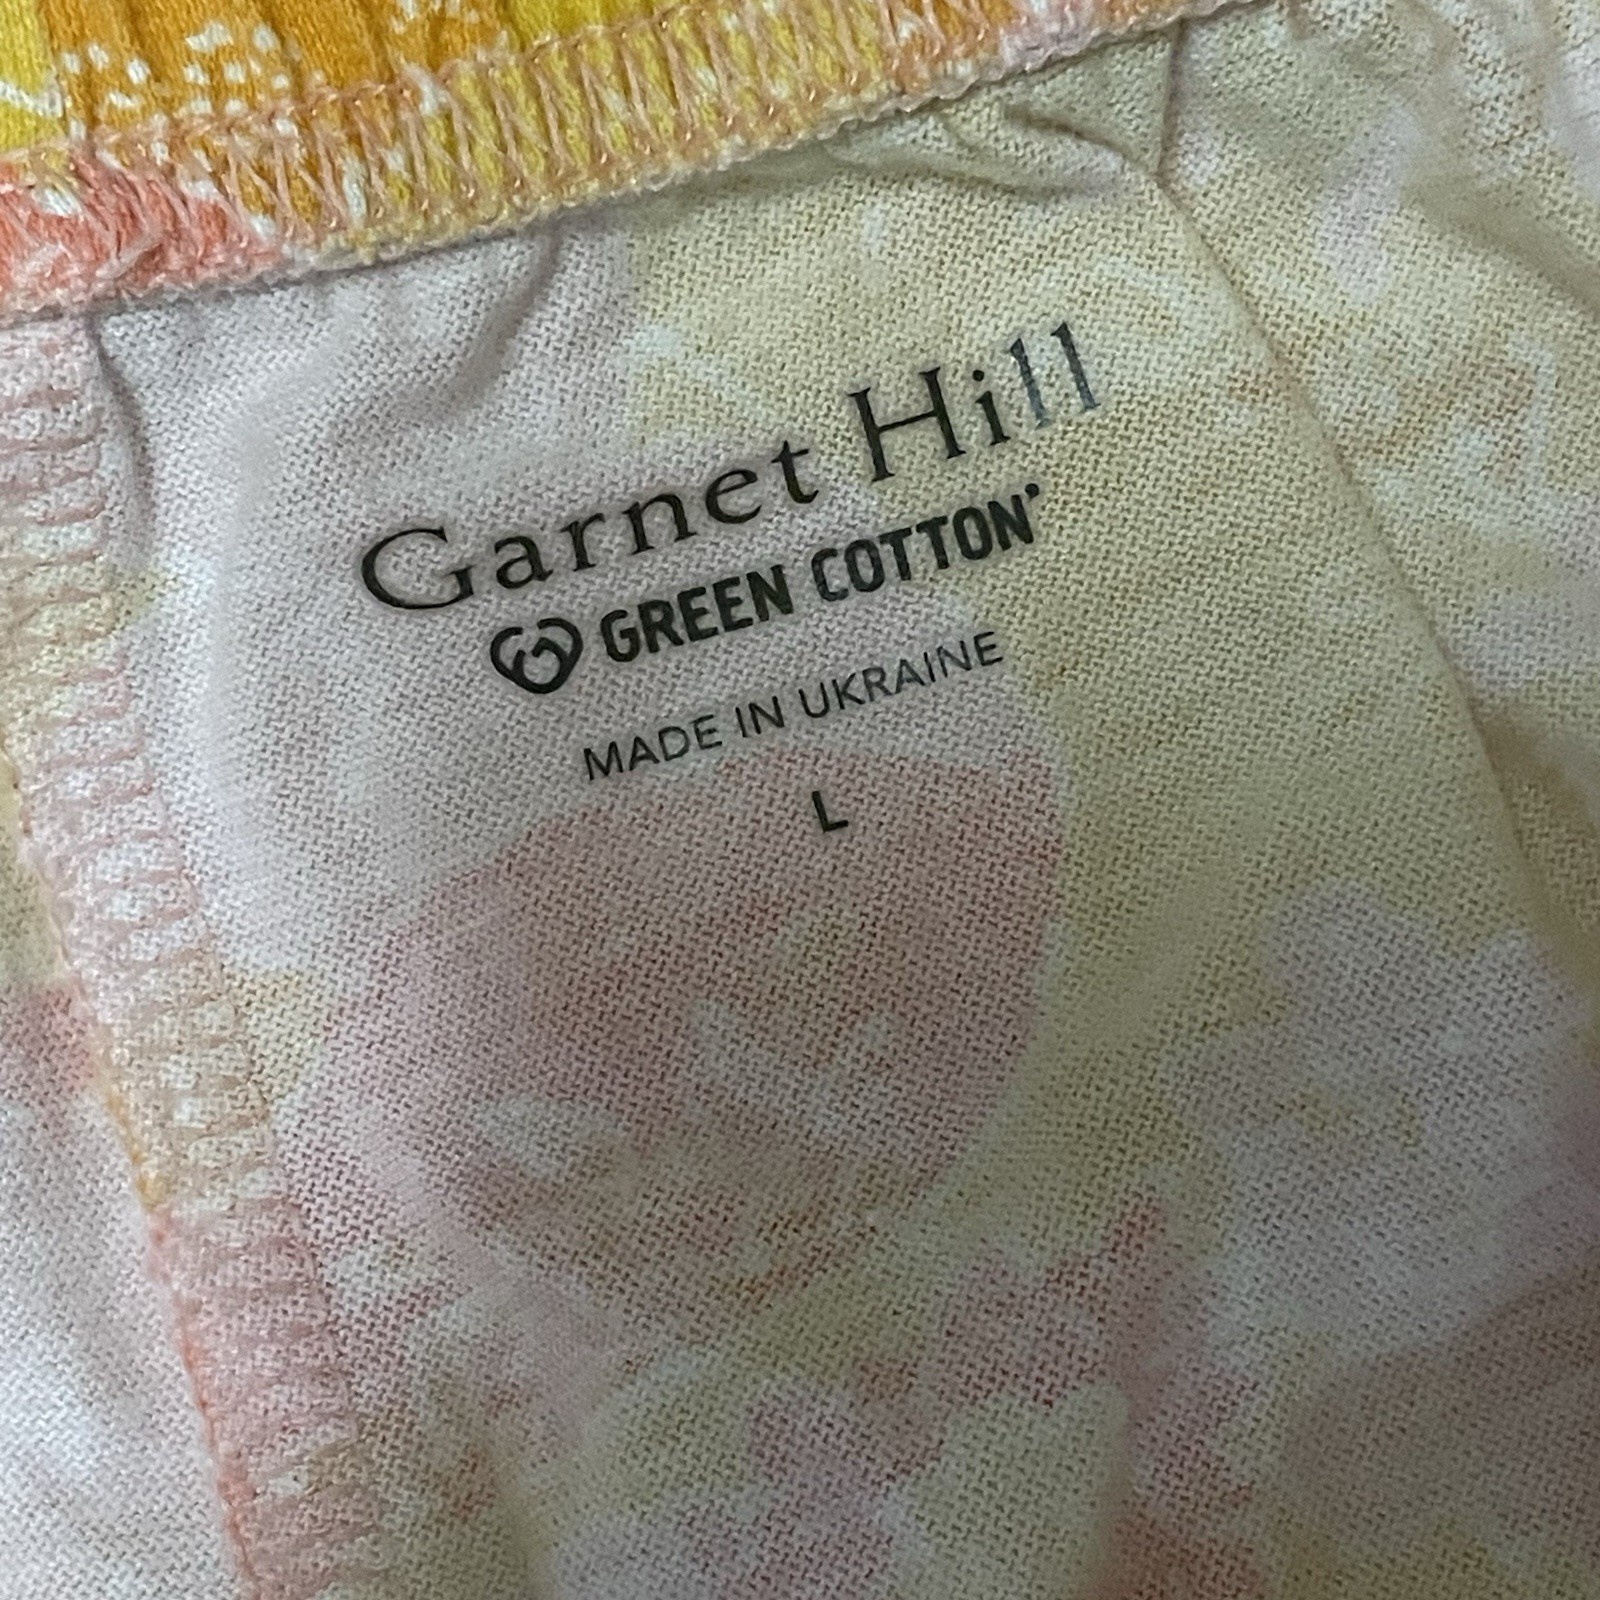 Garnet Hill
GREEN COTTON®
MADE IN UKRAINE
L